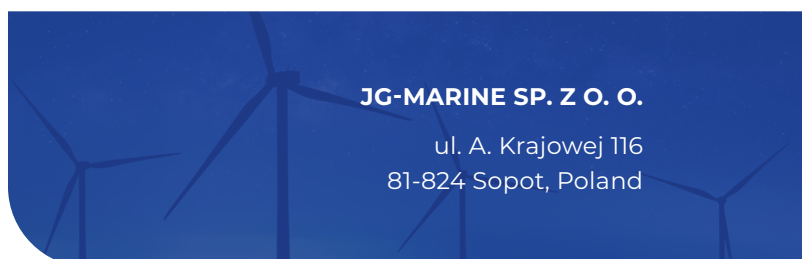 JG-MARINE SP. Z O. O.
ul. A. Krajowej 116
81-824 Sopot, Poland